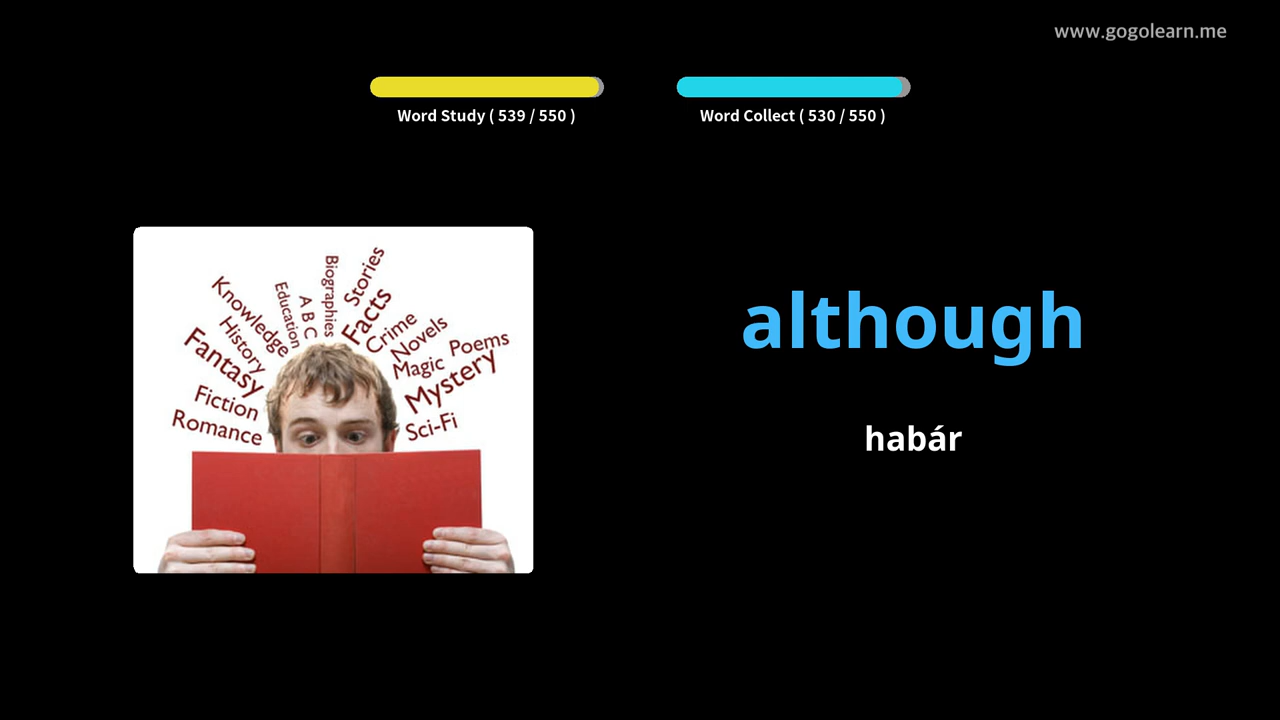 www.gogolearn.me
Word Study ( 539 / 550 )
Word Collect ( 530 / 550 )
Biographies
Stories
Knowledge
Education
A B C
Facts
History
Crime
Novels
Fantasy
Magic
Poems
Mystery
Fiction
Romance
Sci-Fi
although
habár